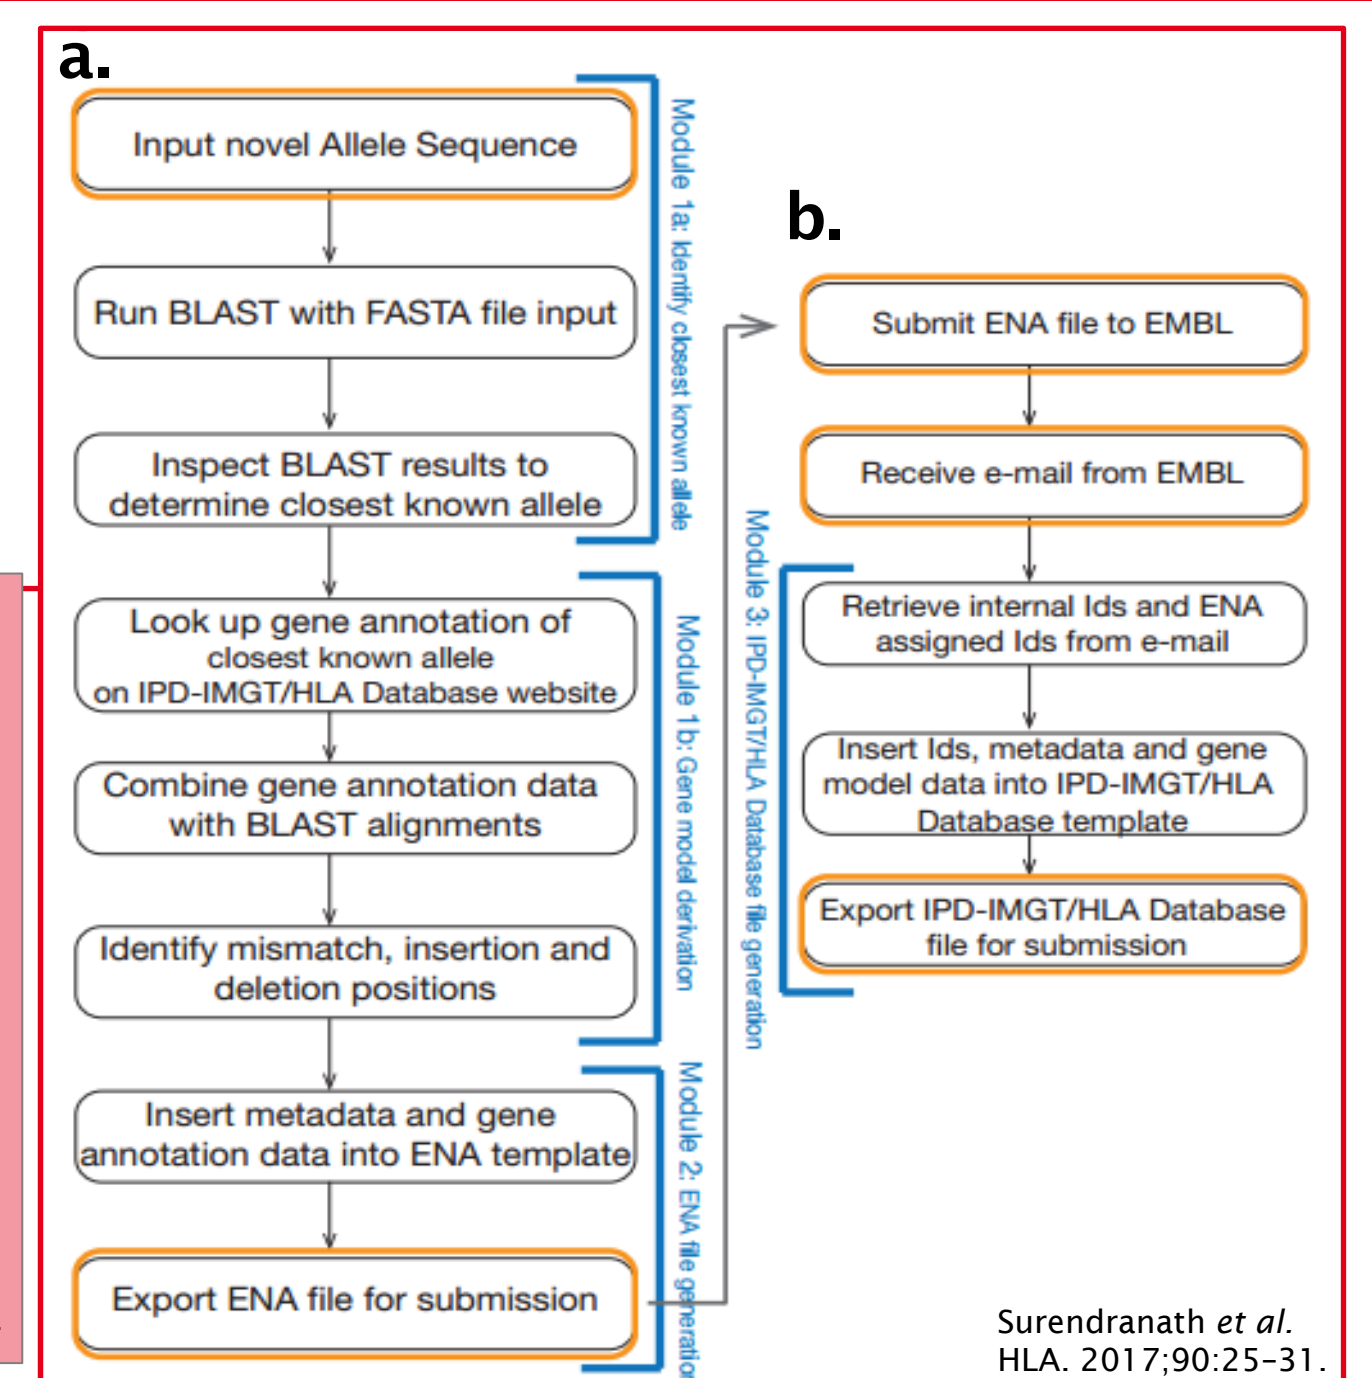 a.
Input novel Allele Sequence
Run BLAST with FASTA file input
Inspect BLAST results to
determine closest known allele
Module 1a: Identify closest known allele
Look up gene annotation of
closest known allele
on IPD-IMGT/HLA Database website
Combine gene annotation data
with BLAST alignments
Identify mismatch, insertion and
deletion positions
Module 1b: Gene model derivation
Insert metadata and gene
annotation data into ENA template
Export ENA file for submission
Module 2: ENA file generation
b.
Submit ENA file to EMBL
Receive e-mail from EMBL
Retrieve internal Ids and ENA
assigned Ids from e-mail
Insert Ids, metadata and gene
model data into IPD-IMGT/HLA
Database template
Export IPD-IMGT/HLA Database
file for submission
Module 3: IPD-IMGT/HLA Database file generation
Surendranath et al.
HLA. 2017;90:25–31.